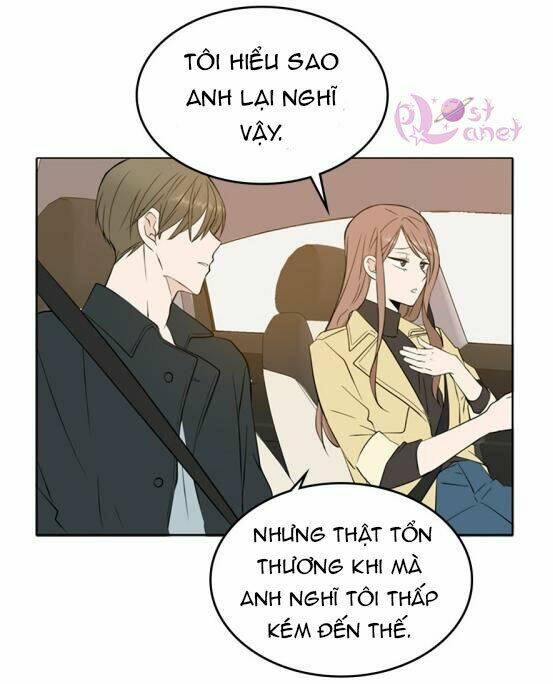 TÔI HIỂU SAO
ANH LẠI NGHĨ
VẬY.
Lost
Planet
NHƯNG THẬT TỔN
THƯƠNG KHI MÀ
ANH NGHĨ TÔI THẤP
KÉM ĐẾN THẾ.